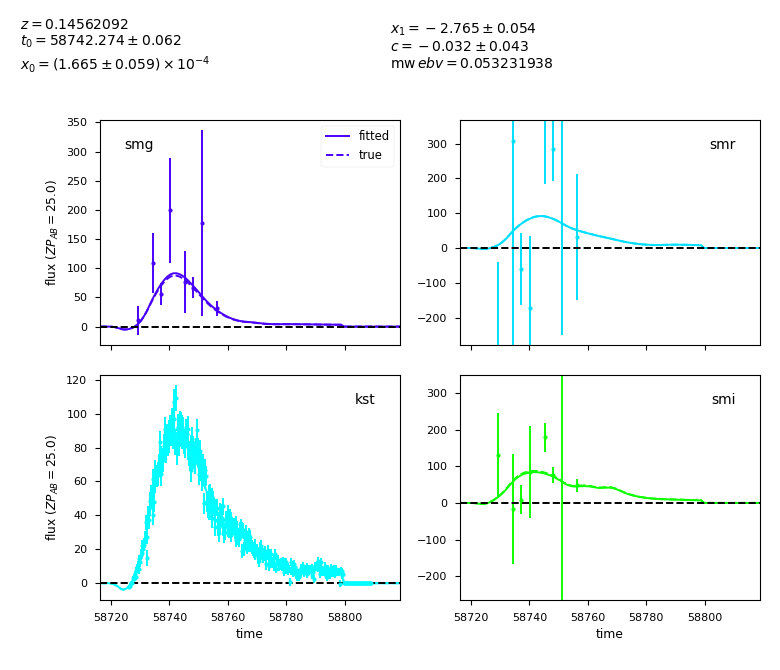 z = 0.14562092
t₀ = 58742.274 ± 0.062
x₀ = (1.665 ± 0.059) × 10⁻⁴
x₁ = −2.765 ± 0.054
c = −0.032 ± 0.043
mw ebv = 0.053231938
smg
fitted
true
350
300
250
200
150
100
50
0
flux (ZP_AB = 25.0)
smr
300
200
100
0
−100
−200
kst
120
100
80
60
40
20
0
flux (ZP_AB = 25.0)
58720 58740 58760 58780 58800
time
smi
300
200
100
0
−100
−200
58720 58740 58760 58780 58800
time